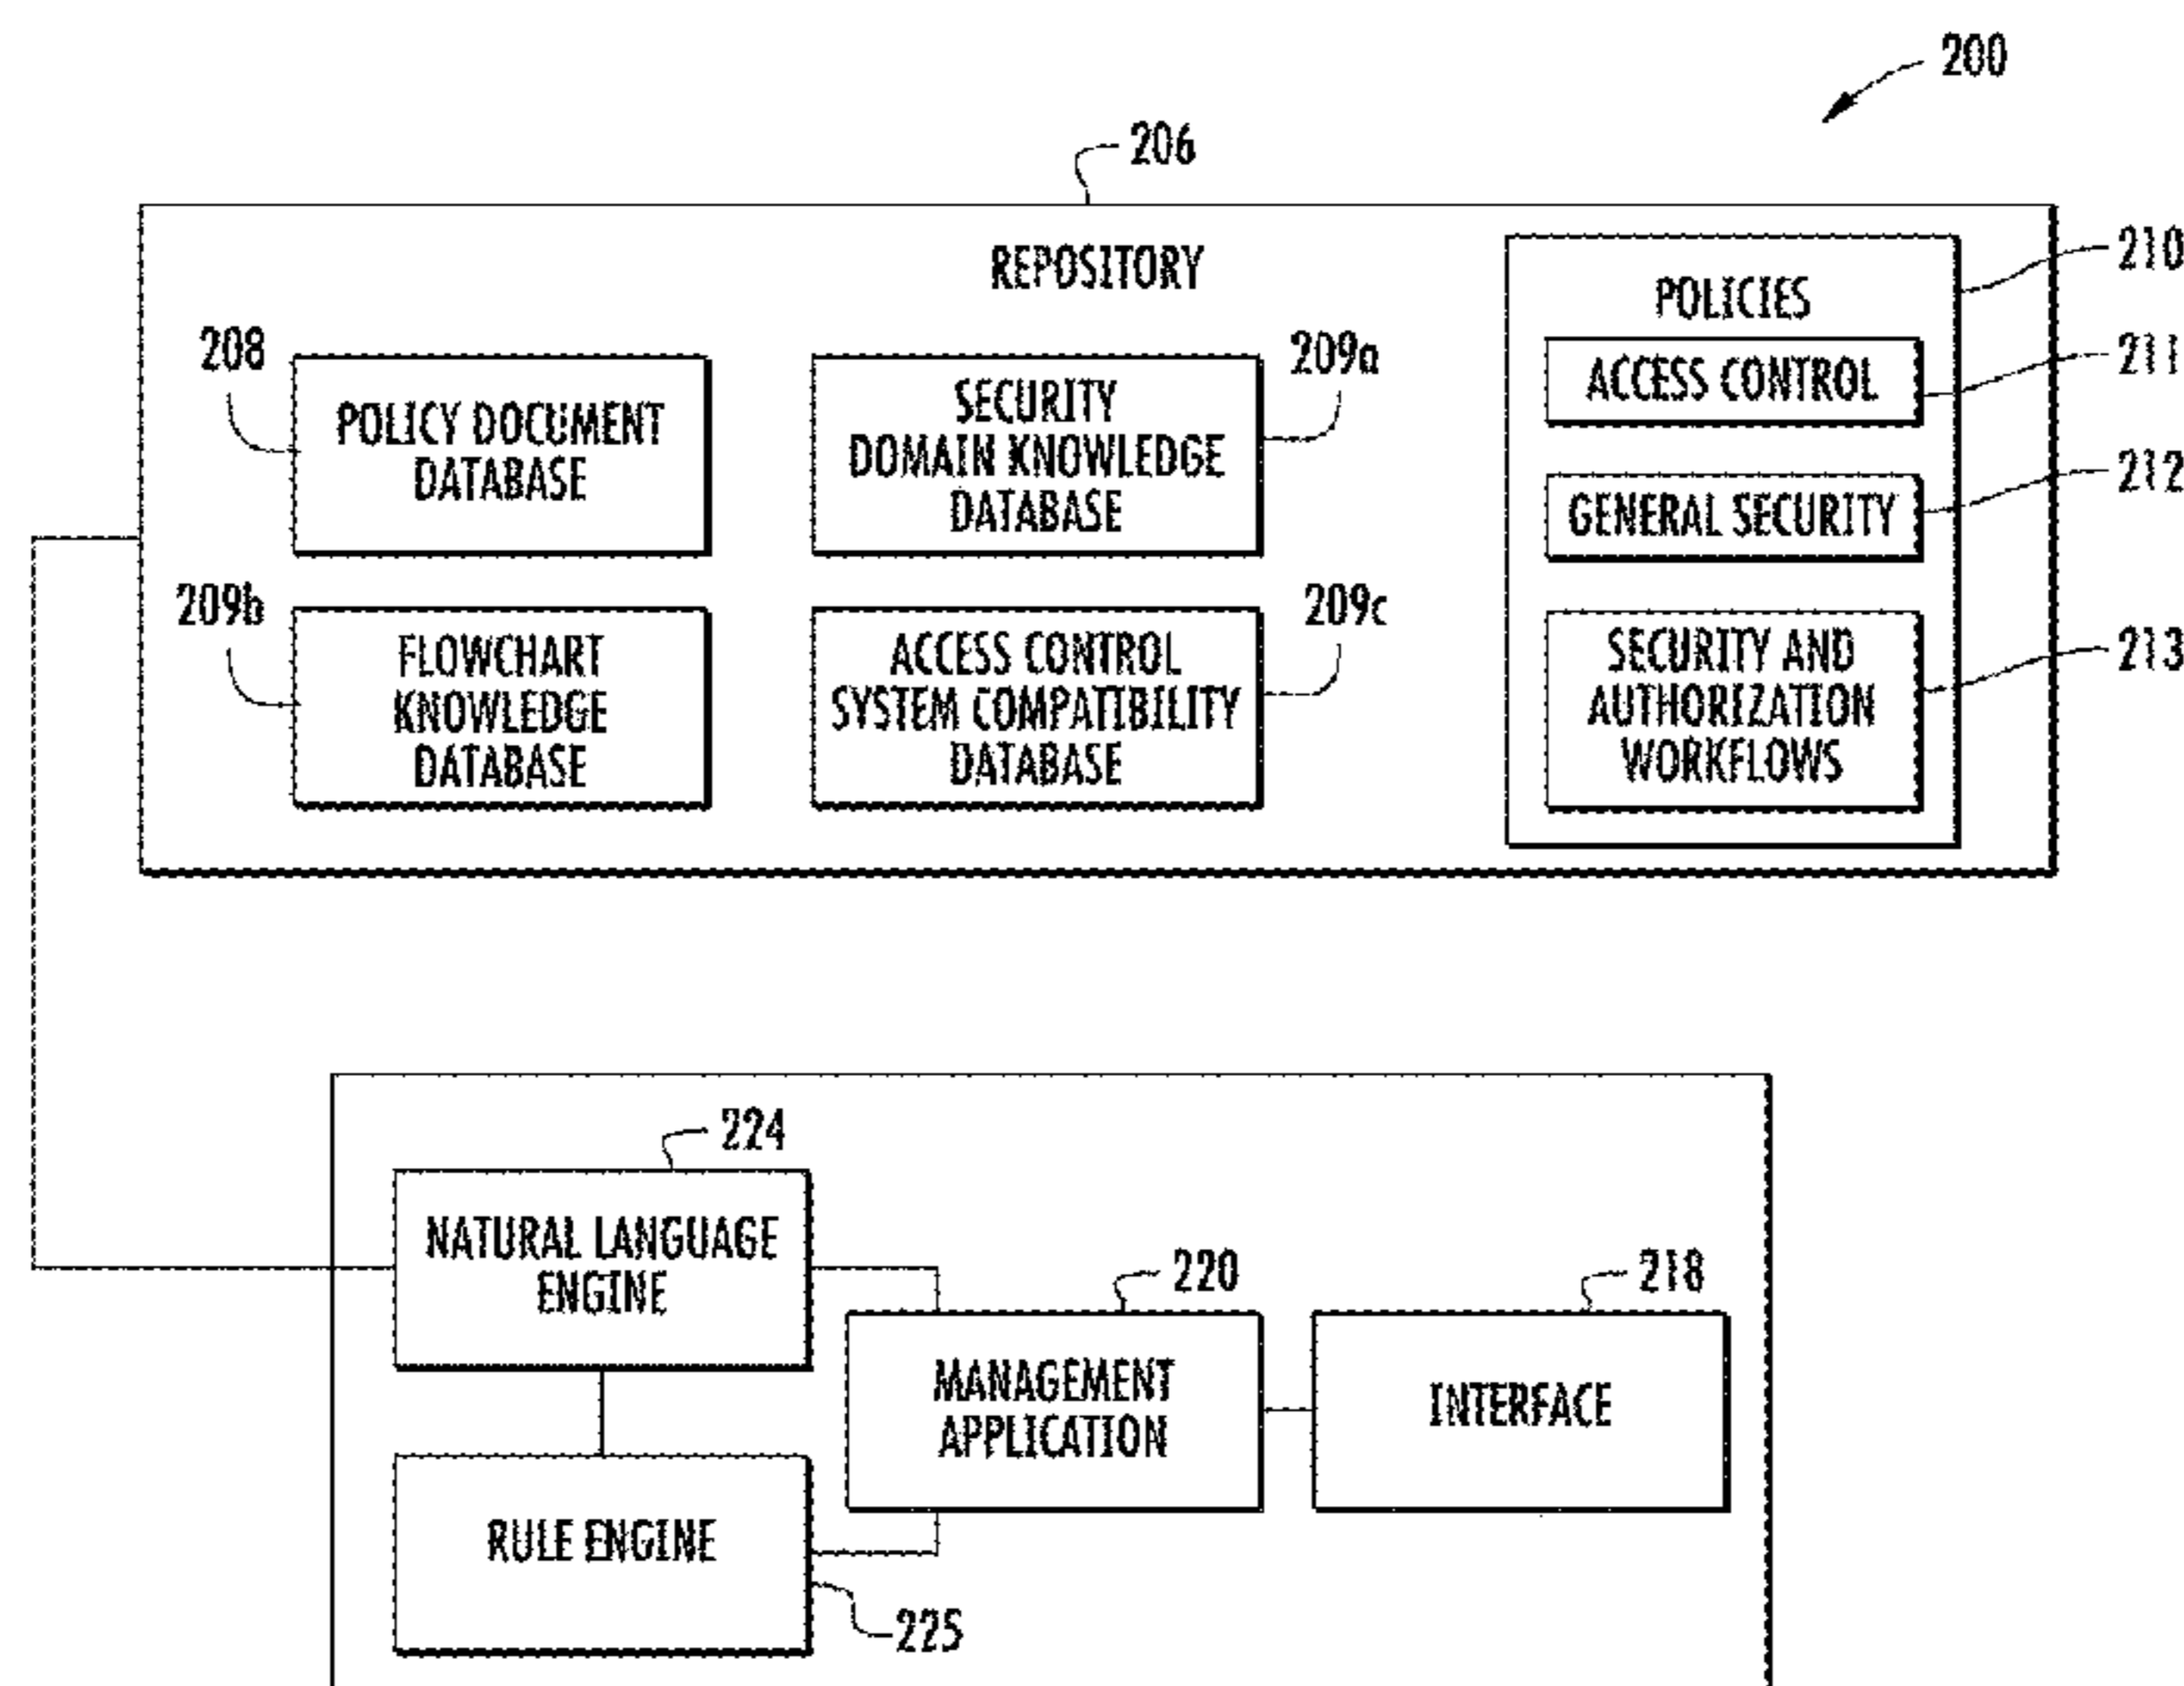 200
206
REPOSITORY
210
POLICIES
208
209a
211
ACCESS CONTROL
POLICY DOCUMENT
DATABASE
SECURITY
DOMAIN KNOWLEDGE
DATABASE
212
GENERAL SECURITY
209b
209c
FLOWCHART
KNOWLEDGE
DATABASE
ACCESS CONTROL
SYSTEM COMPATIBILITY
DATABASE
213
SECURITY AND
AUTHORIZATION
WORKFLOWS
224
NATURAL LANGUAGE
ENGINE
220
218
MANAGEMENT
APPLICATION
INTERFACE
RULE ENGINE
225